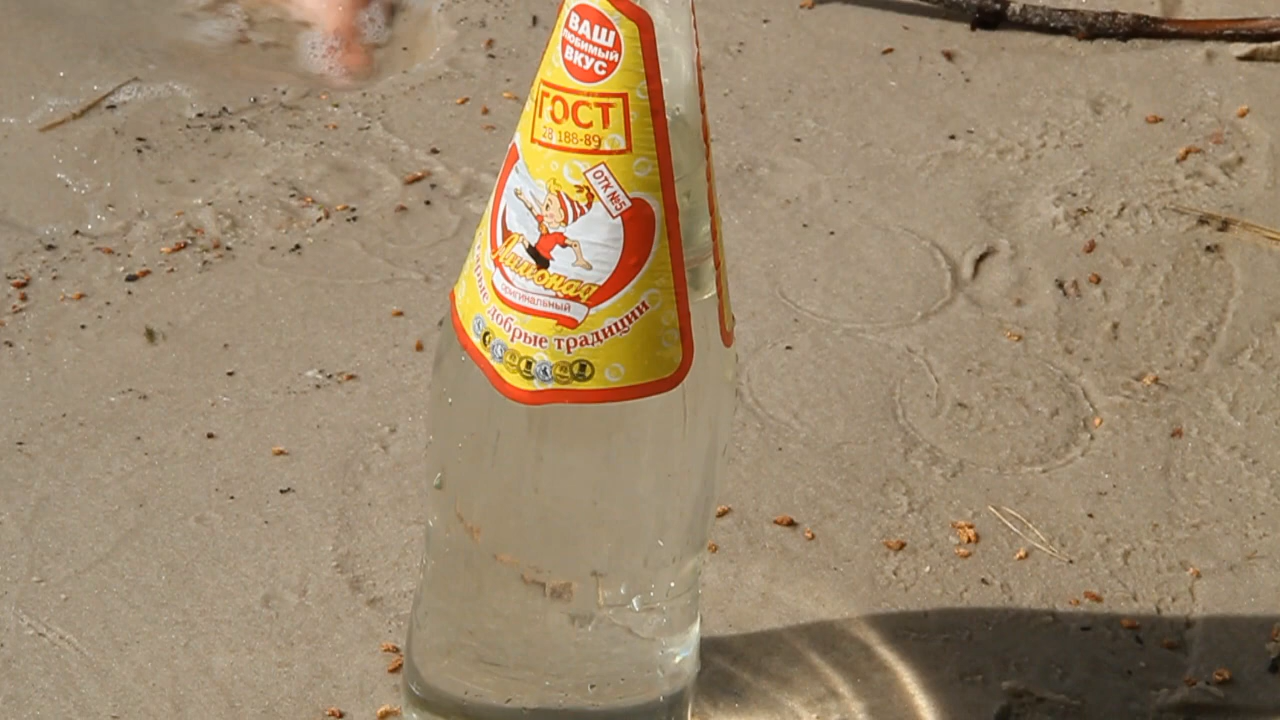 ВАШ
ЛЮБИМЫЙ
ВКУС
ГОСТ
28 188-89
ОТК №5
Лимонад
оригинальный
добрые традиции